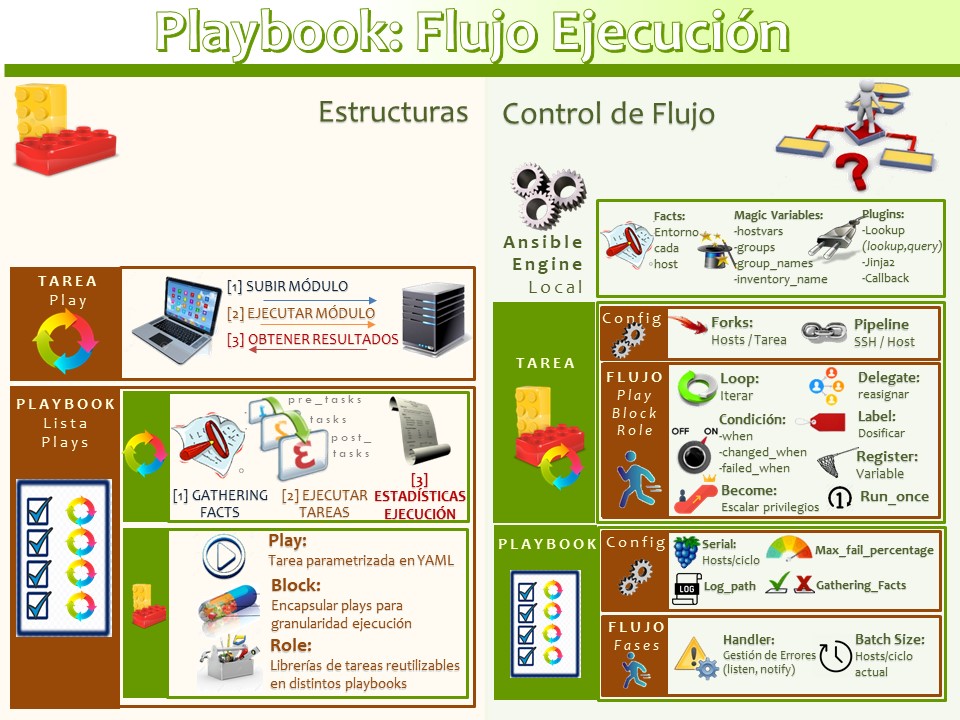 Playbook: Flujo Ejecución
Estructuras
TAREA
Play
[1] SUBIR MÓDULO
[2] EJECUTAR MÓDULO
[3] OBTENER RESULTADOS
PLAYBOOK
Lista
Plays
pre_tasks
tasks
post_
tasks
[1] GATHERING
FACTS
[2] EJECUTAR
TAREAS
[3]
ESTADÍSTICAS
EJECUCIÓN
Play:
Tarea parametrizada en YAML
Block:
Encapsular plays para
granularidad ejecución
Role:
Librerías de tareas reutilizables
en distintos playbooks
Control de Flujo
Ansible
Engine
Local
Facts:
Entorno
cada
host
Magic Variables:
-hostvars
-groups
-group_names
-inventory_name
Plugins:
-Lookup
(lookup,query)
-Jinja2
-Callback
TAREA
Config
Forks:
Hosts / Tarea
Pipeline
SSH / Host
FLUJO
Play
Block
Role
Loop:
Iterar
Delegate:
reasignar
OFF
ON
Condición:
-when
-changed_when
-failed_when
Label:
Dosificar
Register:
Variable
Become:
Escalar privilegios
1
Run_once
PLAYBOOK
Config
Serial:
Hosts/ciclo
Max_fail_percentage
LOG
Log_path
Gathering_Facts
FLUJO
Fases
Handler:
Gestión de Errores
(listen, notify)
Batch Size:
Hosts/ciclo
actual